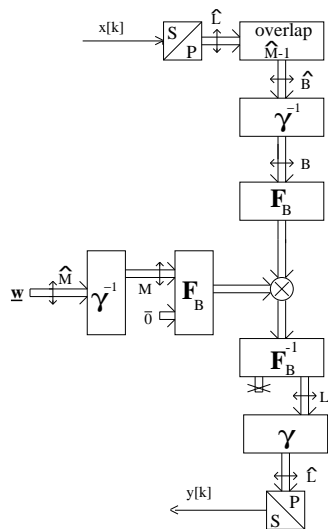 x[k]
S
P
L̂
overlap
M̂-1
B̂
γ⁻¹
B
F_B
w
M̂
γ⁻¹
M
0̄
F_B
⊗
F_B⁻¹
L
γ
L̂
y[k]
P
S